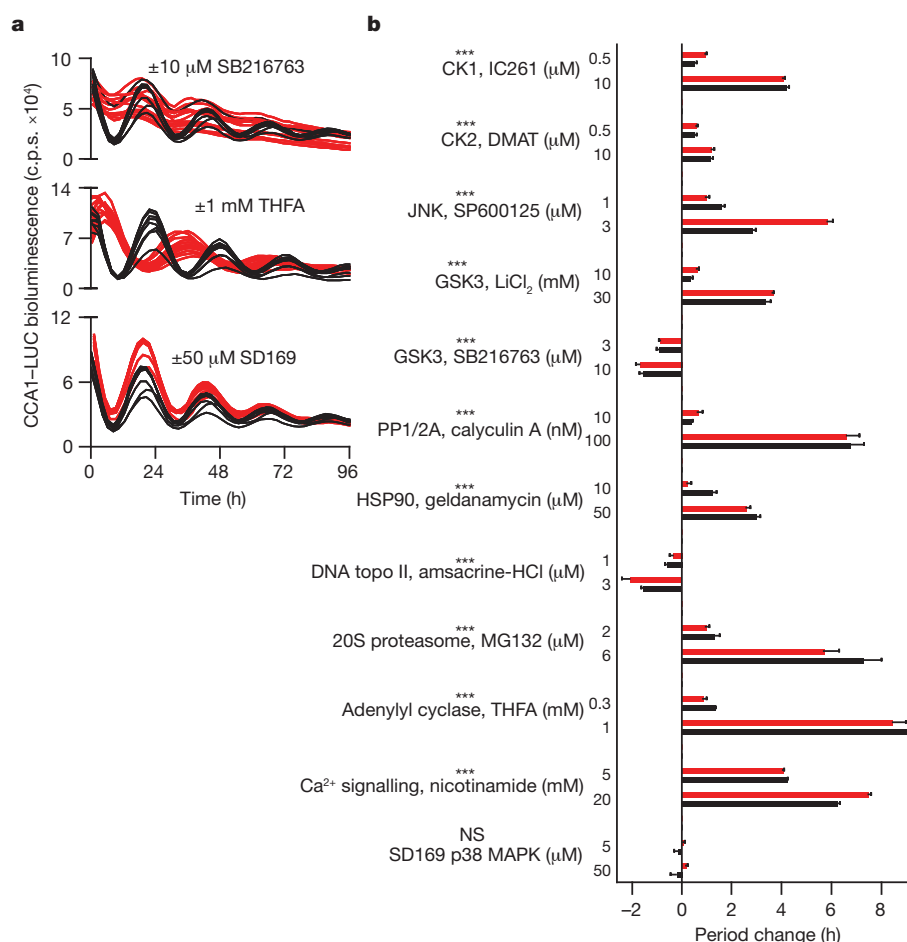 a
b
±10 μM SB216763
10
5
0
±1 mM THFA
14
7
0
±50 μM SD169
12
6
0
CCA1–LUC bioluminescence (c.p.s. ×10⁴)
0 24 48 72 96
Time (h)
***
CK1, IC261 (μM)
0.5
10
***
CK2, DMAT (μM)
0.5
10
***
JNK, SP600125 (μM)
1
3
***
GSK3, LiCl₂ (mM)
10
30
***
GSK3, SB216763 (μM)
3
10
***
PP1/2A, calyculin A (nM)
10
100
***
HSP90, geldanamycin (μM)
10
50
***
DNA topo II, amsacrine-HCl (μM)
1
3
***
20S proteasome, MG132 (μM)
2
6
***
Adenylyl cyclase, THFA (mM)
0.3
1
***
Ca²⁺ signalling, nicotinamide (mM)
5
20
NS
SD169 p38 MAPK (μM)
5
50
−2 0 2 4 6 8
Period change (h)